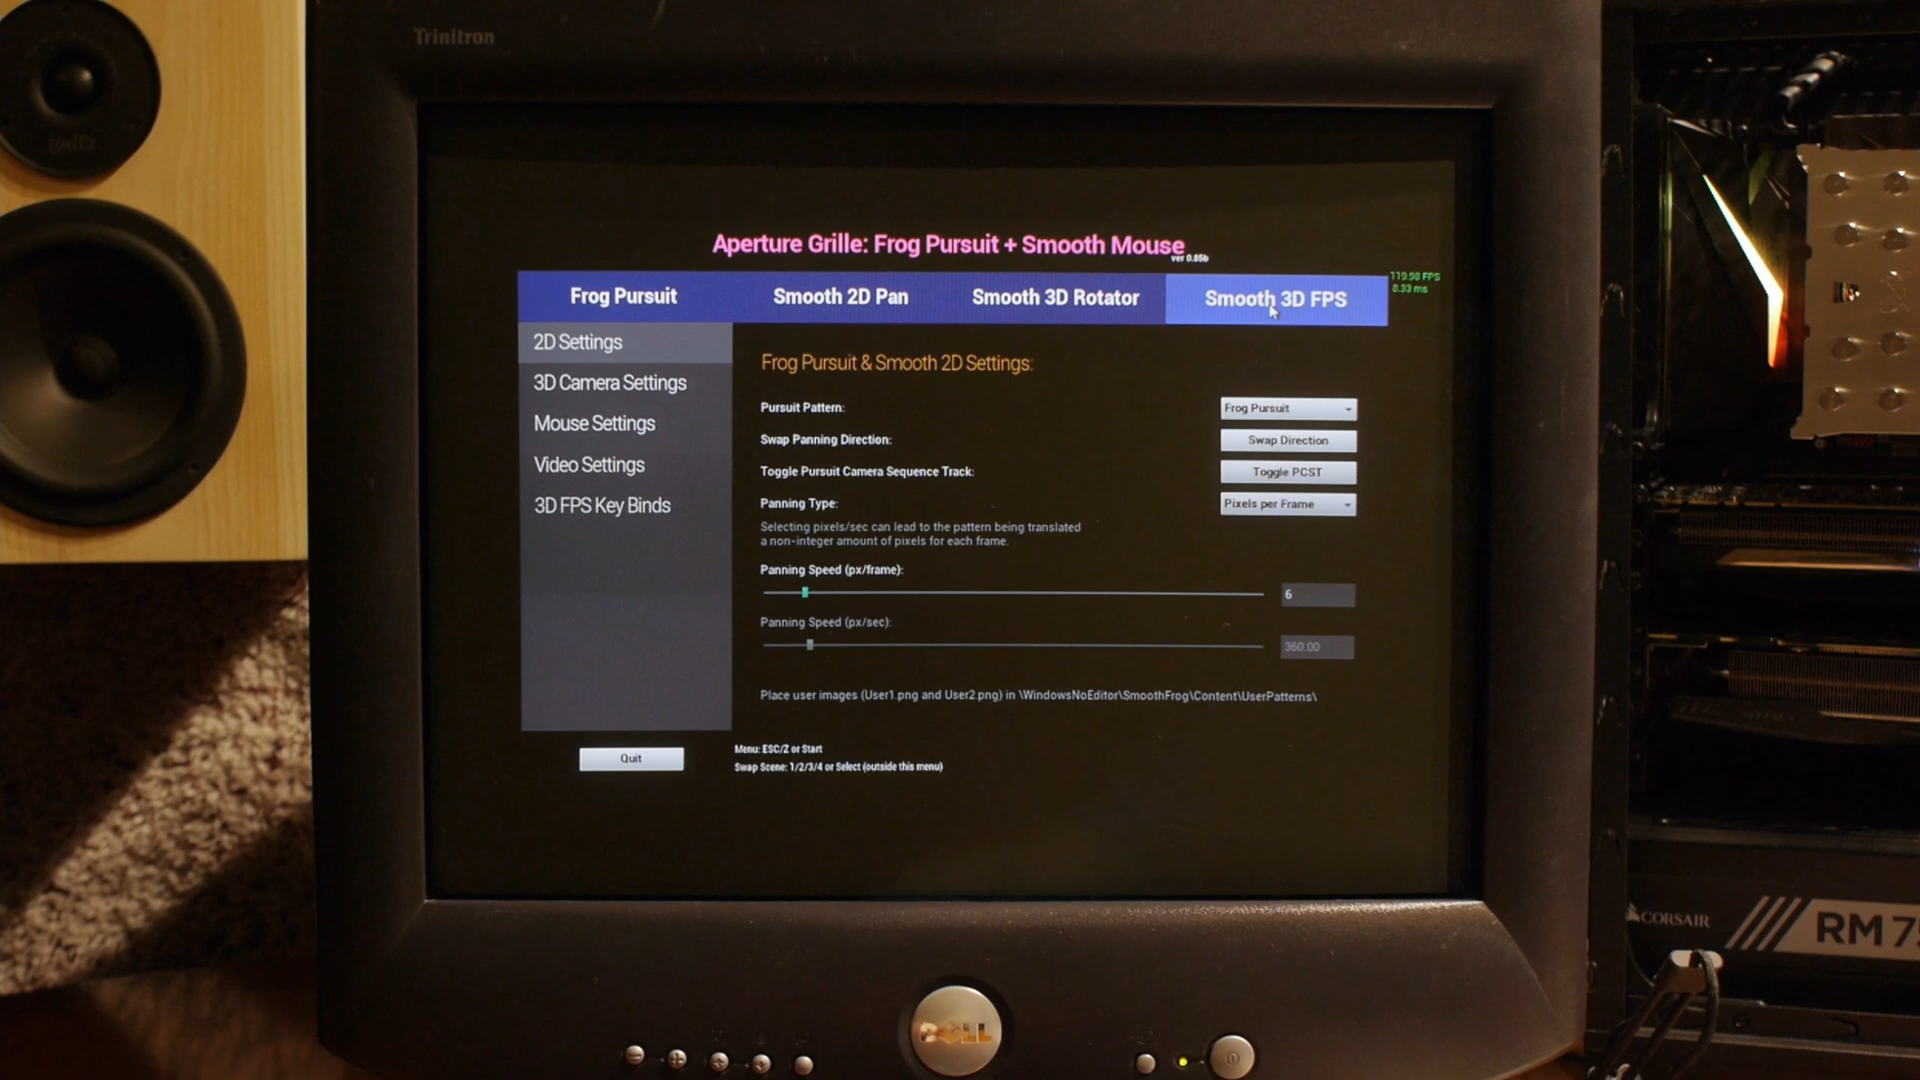 Trinitron
Aperture Grille: Frog Pursuit + Smooth Mouse
ver 0.85b
Frog Pursuit
Smooth 2D Pan
Smooth 3D Rotator
Smooth 3D FPS
119.98 FPS
8.33 ms
2D Settings
3D Camera Settings
Mouse Settings
Video Settings
3D FPS Key Binds
Frog Pursuit & Smooth 2D Settings:
Pursuit Pattern:
Frog Pursuit
Swap Panning Direction:
Swap Direction
Toggle Pursuit Camera Sequence Track:
Toggle PCST
Panning Type:
Pixels per Frame
Selecting pixels/sec can lead to the pattern being translated
a non-integer amount of pixels for each frame.
Panning Speed (px/frame):
6
Panning Speed (px/sec):
360.00
Place user images (User1.png and User2.png) in \WindowsNoEditor\SmoothFrog\Content\UserPatterns\
Quit
Menu: ESC/Z or Start
Swap Scene: 1/2/3/4 or Select (outside this menu)
DELL
CORSAIR
RM